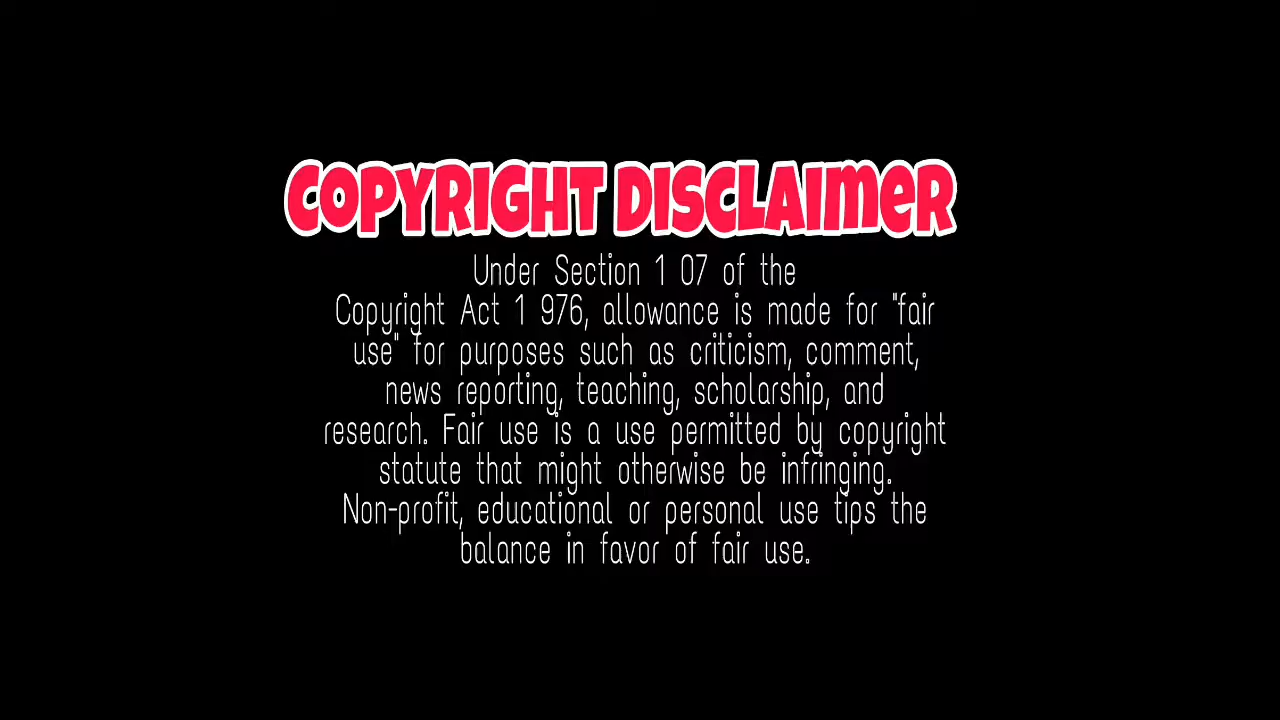 COPYRIGHT DISCLAIMER
Under Section 1 07 of the
Copyright Act 1 976, allowance is made for "fair
use" for purposes such as criticism, comment,
news reporting, teaching, scholarship, and
research. Fair use is a use permitted by copyright
statute that might otherwise be infringing.
Non-profit, educational or personal use tips the
balance in favor of fair use.